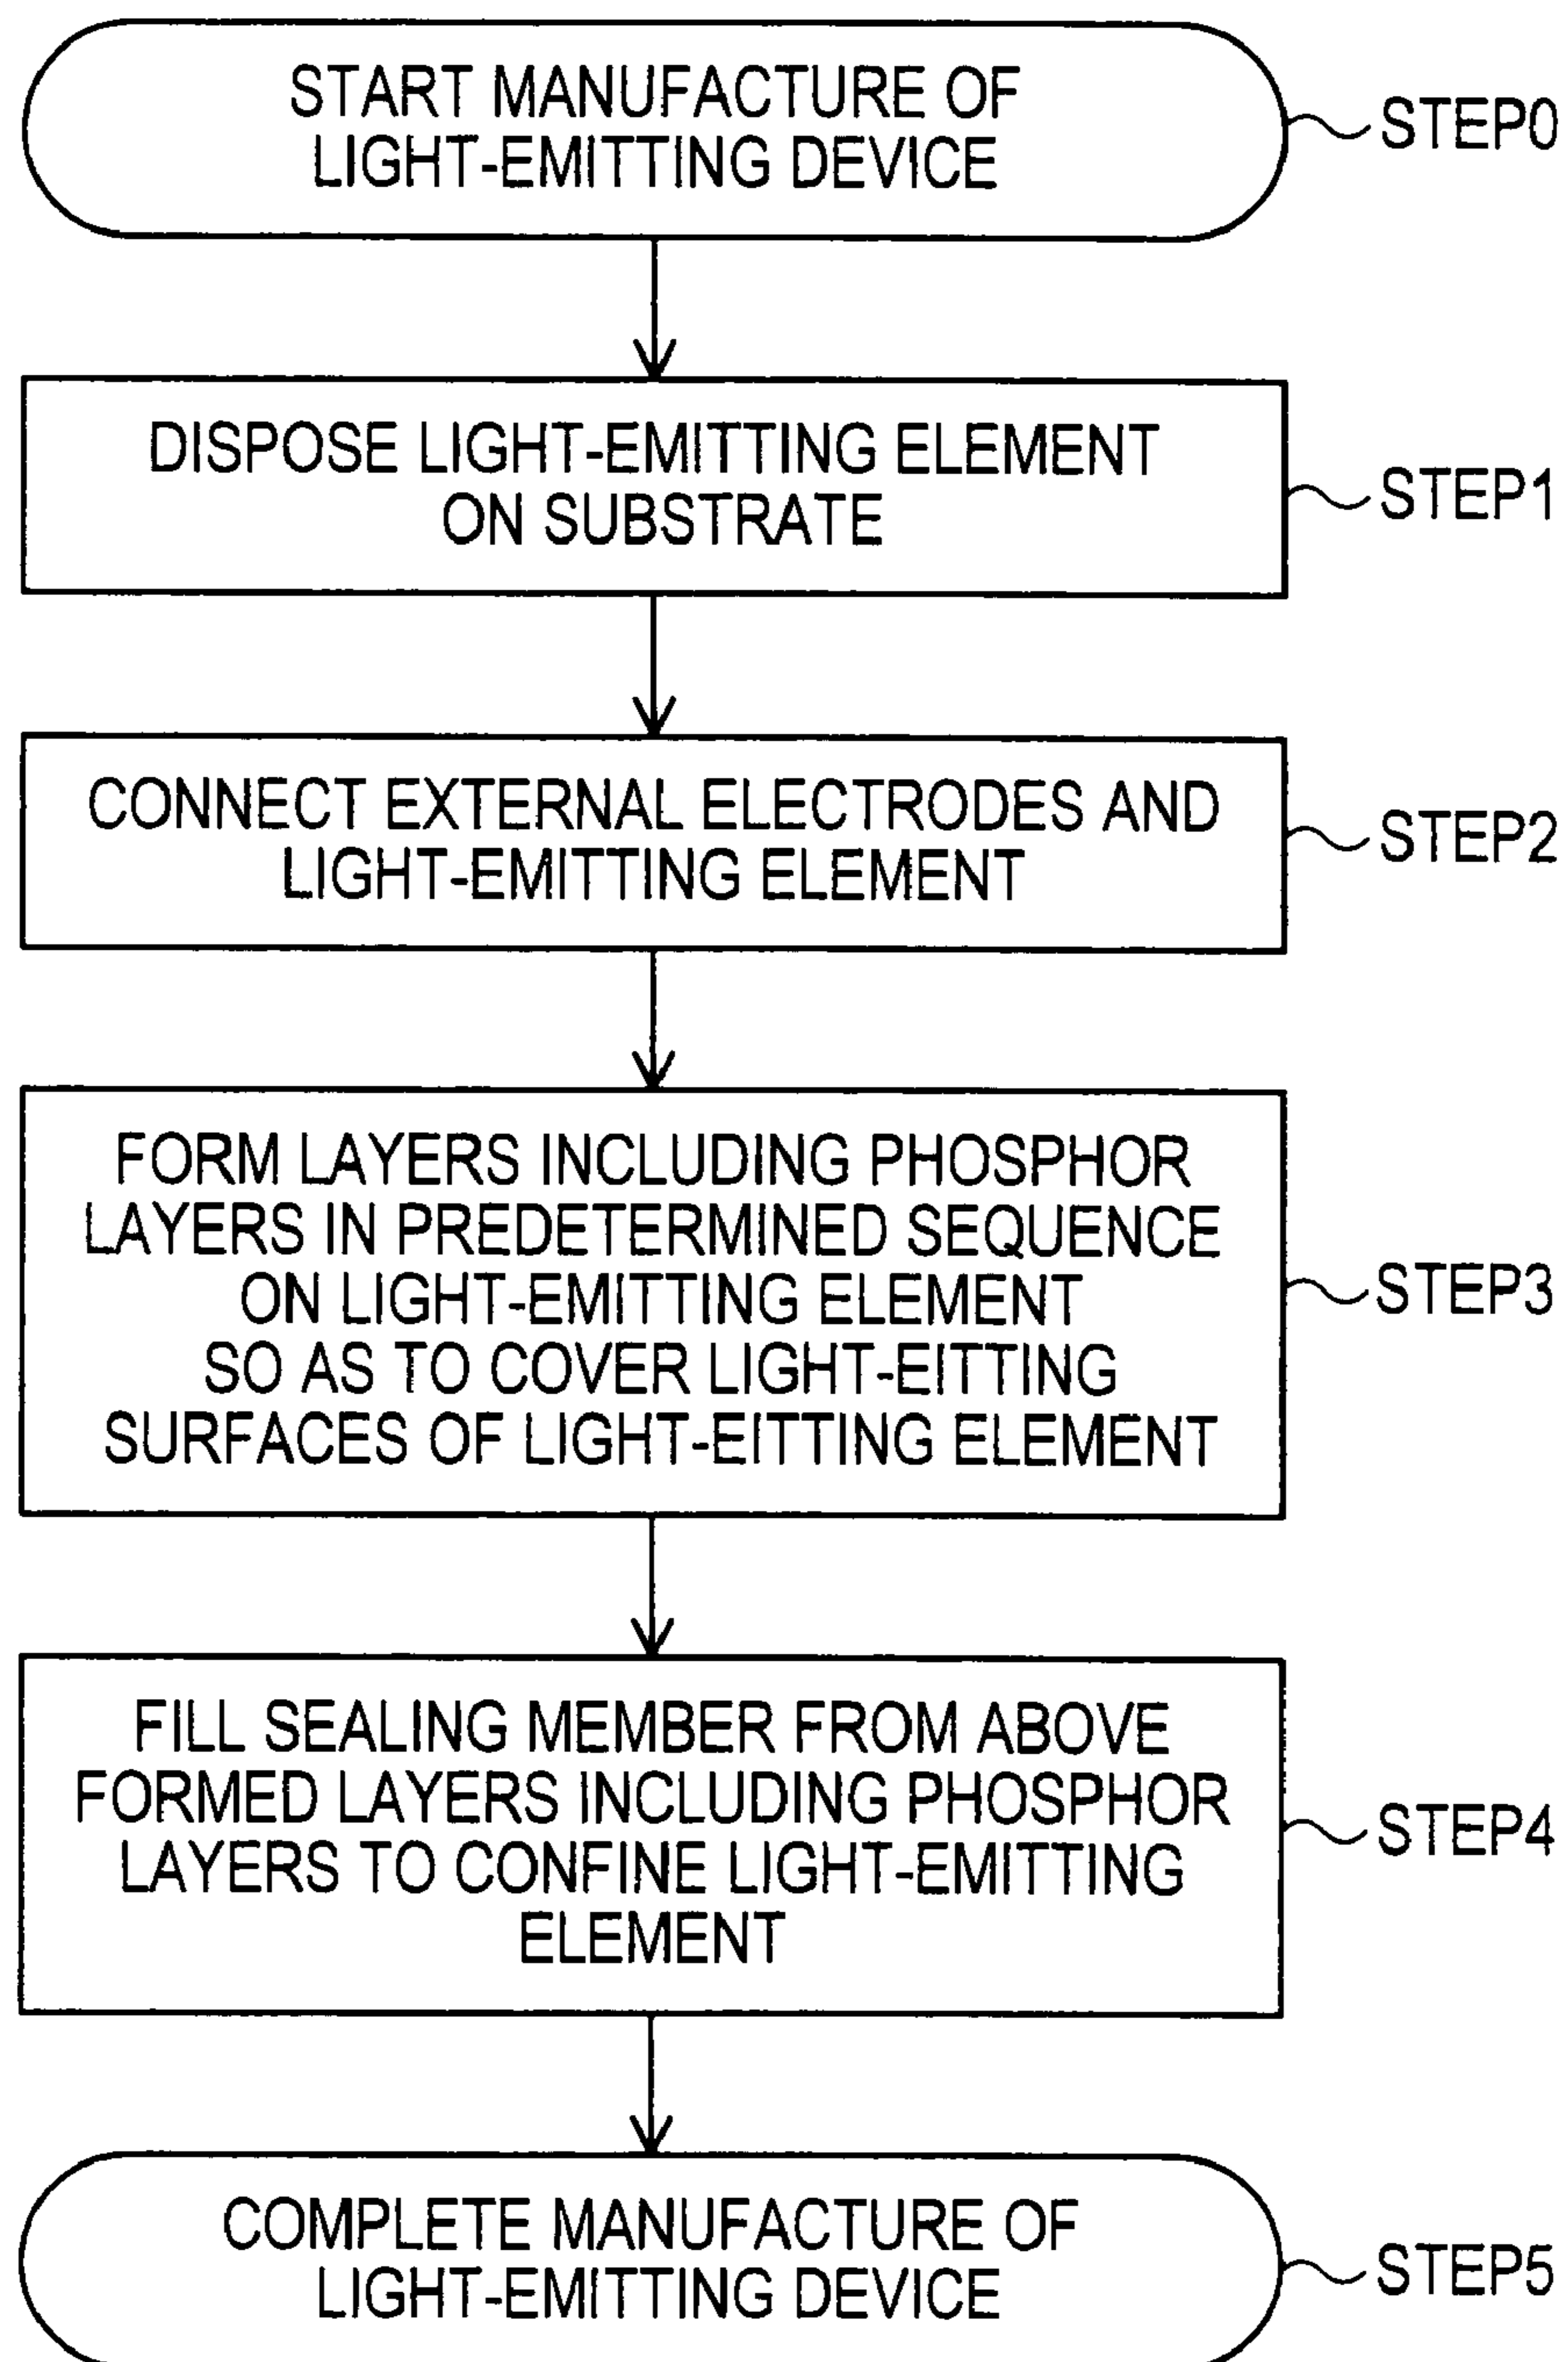 START MANUFACTURE OF
LIGHT-EMITTING DEVICE
STEP0
DISPOSE LIGHT-EMITTING ELEMENT
ON SUBSTRATE
STEP1
CONNECT EXTERNAL ELECTRODES AND
LIGHT-EMITTING ELEMENT
STEP2
FORM LAYERS INCLUDING PHOSPHOR
LAYERS IN PREDETERMINED SEQUENCE
ON LIGHT-EMITTING ELEMENT
SO AS TO COVER LIGHT-EITTING
SURFACES OF LIGHT-EITTING ELEMENT
STEP3
FILL SEALING MEMBER FROM ABOVE
FORMED LAYERS INCLUDING PHOSPHOR
LAYERS TO CONFINE LIGHT-EMITTING
ELEMENT
STEP4
COMPLETE MANUFACTURE OF
LIGHT-EMITTING DEVICE
STEP5